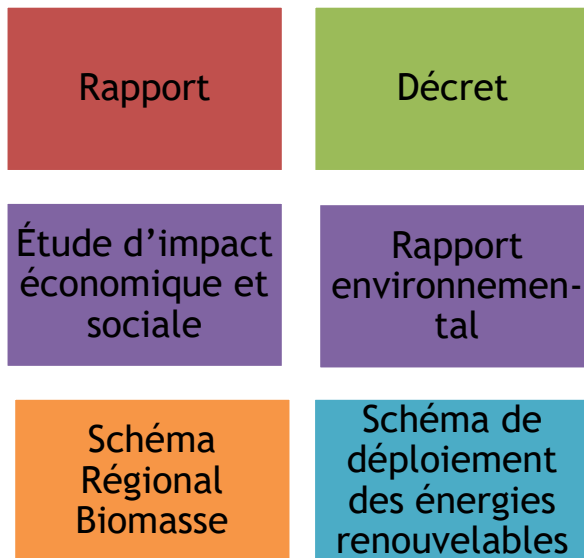 Rapport
Décret
Étude d’impact
économique et
sociale
Rapport
environnemen-
tal
Schéma
Régional
Biomasse
Schéma de
déploiement
des énergies
renouvelables